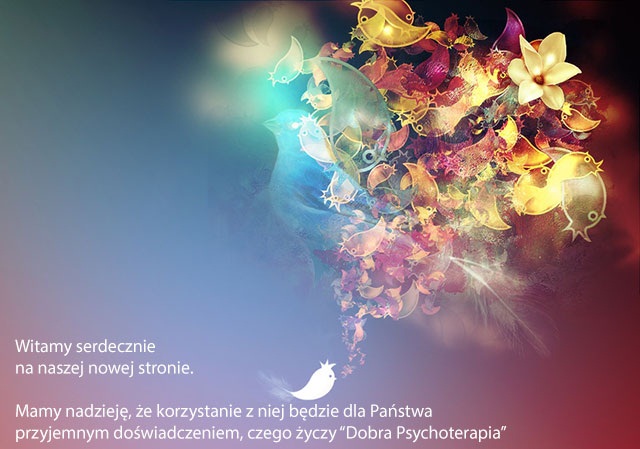 Witamy serdecznie
na naszej nowej stronie.
Mamy nadzieję, że korzystanie z niej będzie dla Państwa
przyjemnym doświadczeniem, czego życzy “Dobra Psychoterapia”